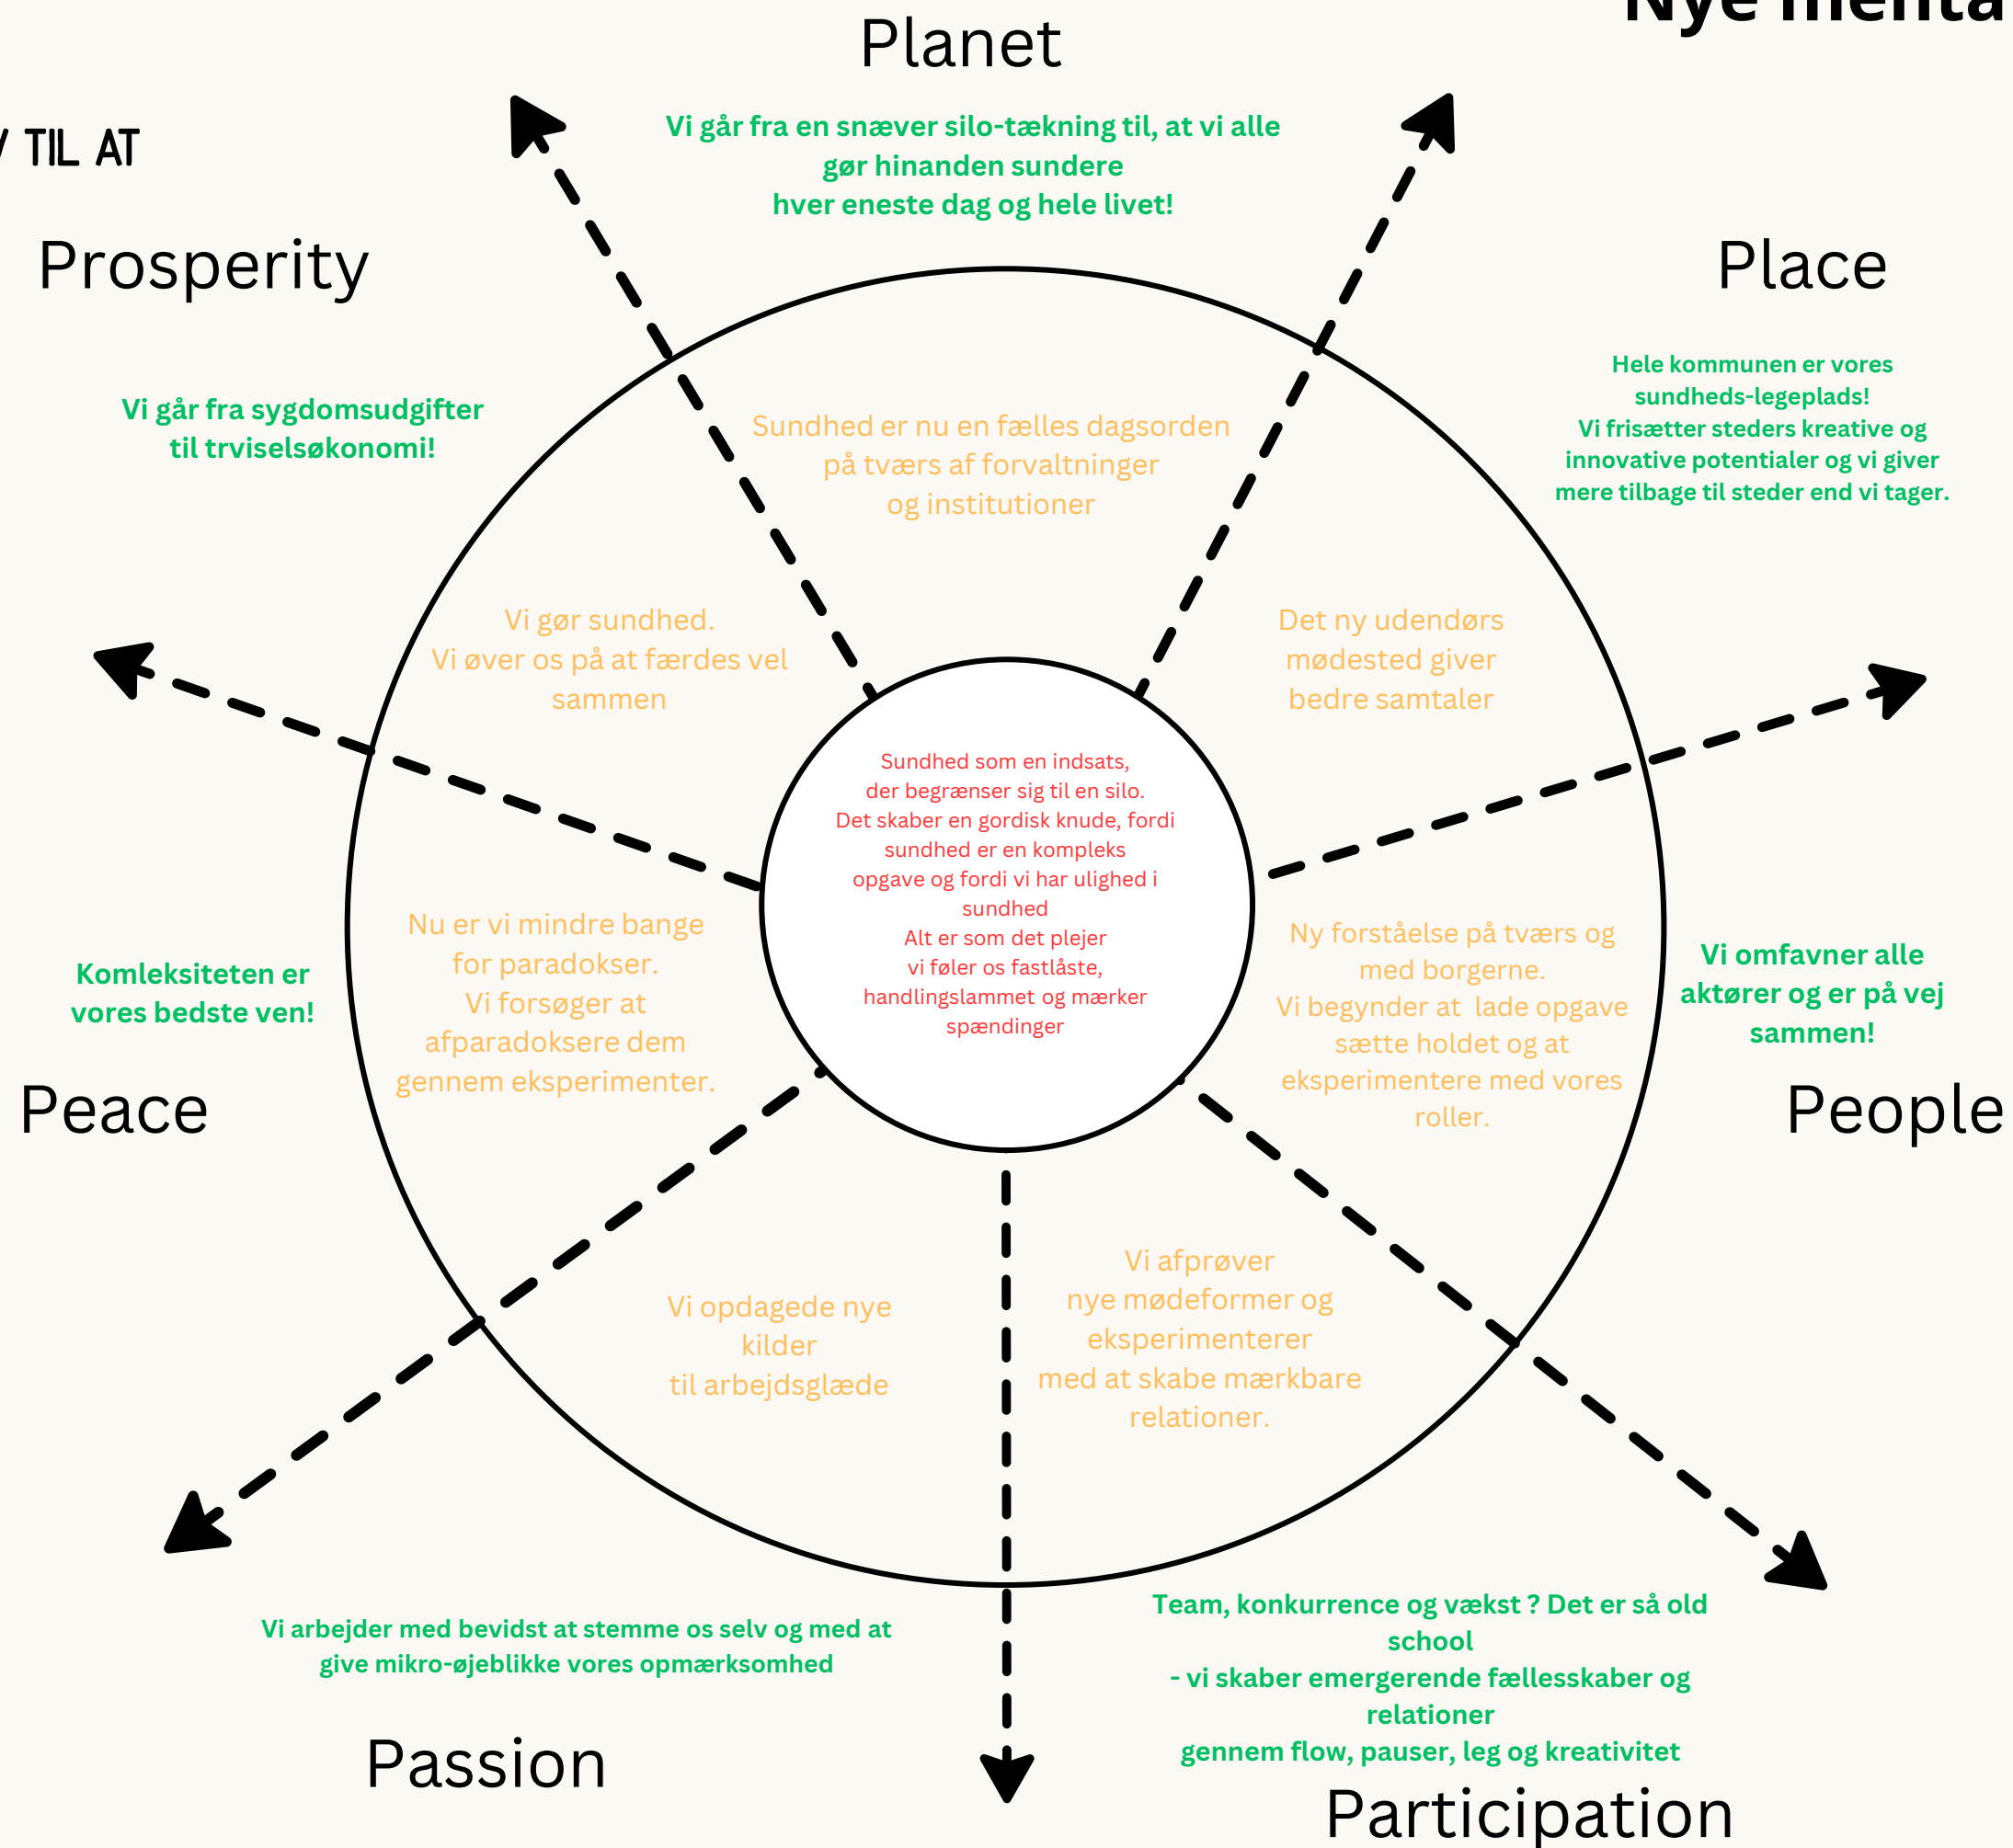 Nye menta
TIL AT
Planet
Vi går fra en snæver silo-tækning til, at vi alle
gør hinanden sundere
hver eneste dag og hele livet!
Prosperity
Vi går fra sygdomsudgifter
til trviselsøkonomi!
Place
Hele kommunen er vores
sundheds-legeplads!
Vi frisætter steders kreative og
innovative potentialer og vi giver
mere tilbage til steder end vi tager.
Sundhed er nu en fælles dagsorden
på tværs af forvaltninger
og institutioner
Vi gør sundhed.
Vi øver os på at færdes vel
sammen
Det ny udendørs
mødested giver
bedre samtaler
Sundhed som en indsats,
der begrænser sig til en silo.
Det skaber en gordisk knude, fordi
sundhed er en kompleks
opgave og fordi vi har ulighed i
sundhed
Alt er som det plejer
vi føler os fastlåste,
handlingslammet og mærker
spændinger
Nu er vi mindre bange
for paradokser.
Vi forsøger at
afparadoksere dem
gennem eksperimenter.
Komleksiteten er
vores bedste ven!
Peace
Ny forståelse på tværs og
med borgerne.
Vi begynder at lade opgave
sætte holdet og at
eksperimentere med vores
roller.
Vi omfavner alle
aktører og er på vej
sammen!
People
Vi opdagede nye
kilder
til arbejdsglæde
Vi afprøver
nye mødeformer og
eksperimenterer
med at skabe mærkbare
relationer.
Vi arbejder med bevidst at stemme os selv og med at
give mikro-øjeblikke vores opmærksomhed
Passion
Team, konkurrence og vækst ? Det er så old
school
- vi skaber emergerende fællesskaber og
relationer
gennem flow, pauser, leg og kreativitet
Participation